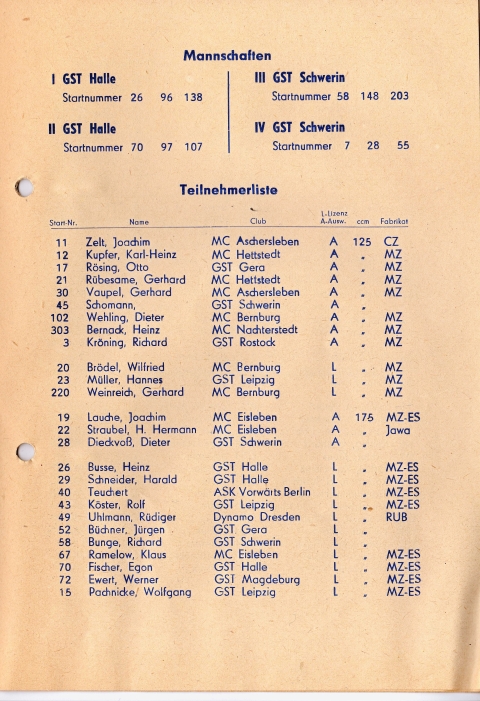 Mannschaften
I GST Halle
Startnummer 26 96 138
II GST Halle
Startnummer 70 97 107
III GST Schwerin
Startnummer 58 148 203
IV GST Schwerin
Startnummer 7 28 55
Teilnehmerliste
Start-Nr. Name Club L-Lizenz A-Ausw. ccm Fabrikat
11 Zelt, Joachim MC Aschersleben A 125 CZ
12 Kupfer, Karl-Heinz MC Hettstedt A „ MZ
17 Rösing, Otto GST Gera A „ MZ
21 Rübesame, Gerhard MC Hettstedt A „ MZ
30 Vaupel, Gerhard MC Aschersleben A „ MZ
45 Schomann, GST Schwerin A „
102 Wehling, Dieter MC Bernburg A „ MZ
303 Bernack, Heinz MC Nachterstedt A „ MZ
3 Kröning, Richard GST Rostock A „ MZ
20 Brödel, Wilfried MC Bernburg L „ MZ
23 Müller, Hannes GST Leipzig L „ MZ
220 Weinreich, Gerhard MC Bernburg L „ MZ
19 Lauche, Joachim MC Eisleben A 175 MZ-ES
22 Straubel, H. Hermann MC Eisleben A „ Jawa
28 Dieckvoß, Dieter GST Schwerin A „
26 Busse, Heinz GST Halle L „ MZ-ES
29 Schneider, Harald GST Halle L „ MZ-ES
40 Teuchert ASK Vorwärts Berlin L „ MZ-ES
43 Köster, Rolf GST Leipzig L „ MZ-ES
49 Uhlmann, Rüdiger Dynamo Dresden L „ RUB
52 Büchner, Jürgen GST Gera L „
58 Bunge, Richard GST Schwerin L „
67 Ramelow, Klaus MC Eisleben L „ MZ-ES
70 Fischer, Egon GST Halle L „ MZ-ES
72 Ewert, Werner GST Magdeburg L „ MZ-ES
15 Pachnicke/ Wolfgang GST Leipzig L „ MZ-ES